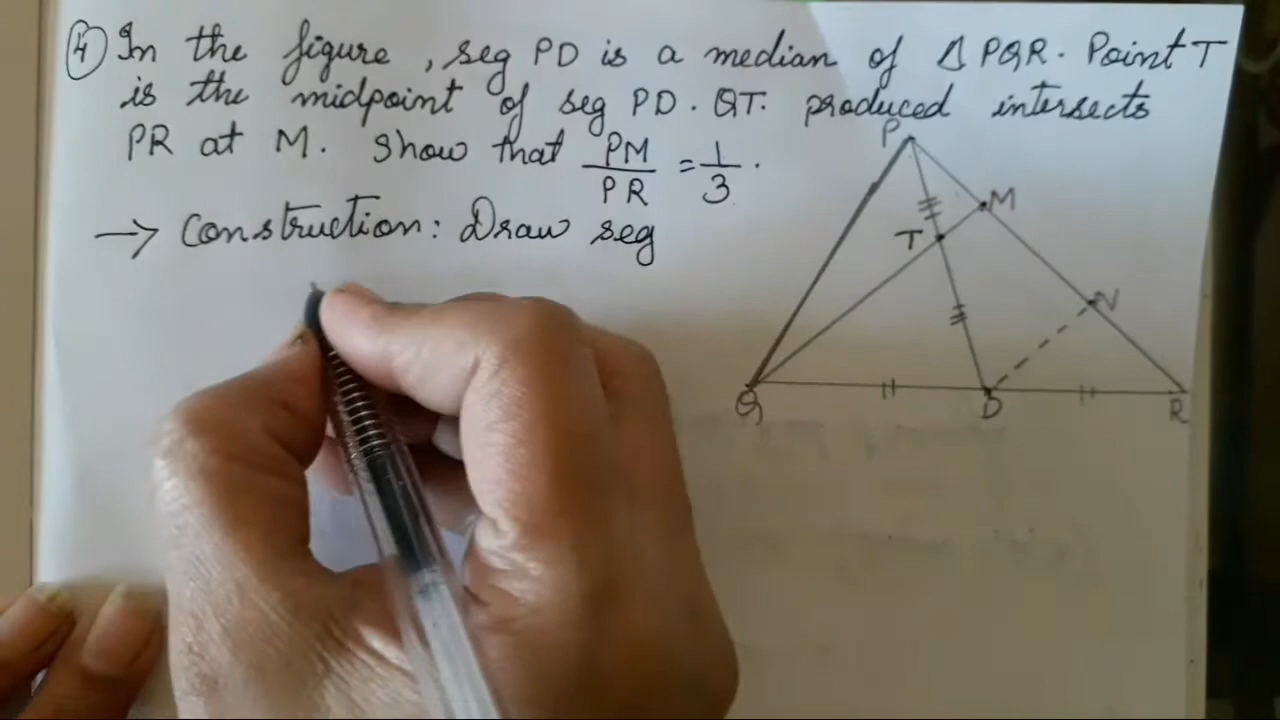 ④ In the figure, seg PD is a median of Δ PQR. Point T
is the midpoint of seg PD. QT. produced intersects
PR at M. Show that PM/PR = 1/3.
→ Construction: Draw seg
P
M
T
N
Q
D
R